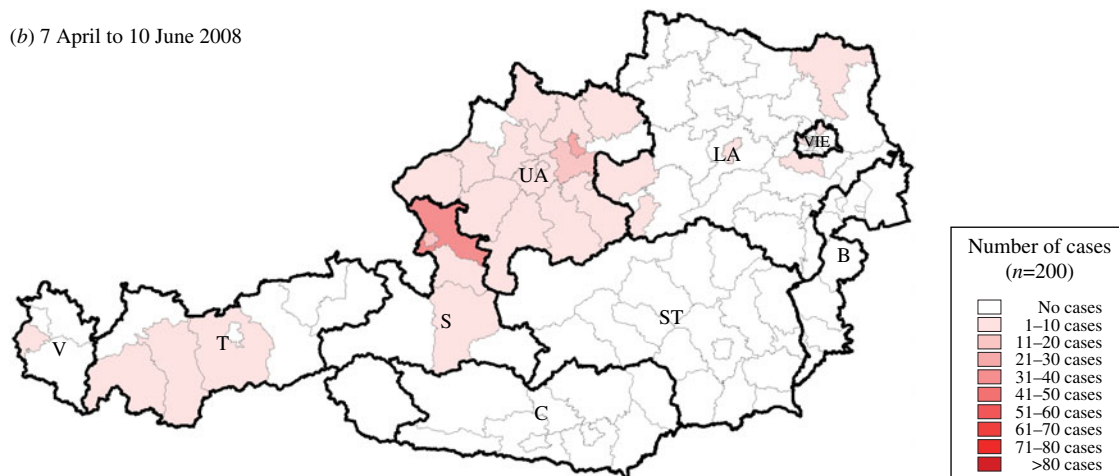 (b) 7 April to 10 June 2008
VIE
LA
UA
B
S
ST
T
V
C
Number of cases
(n=200)
No cases
1–10 cases
11–20 cases
21–30 cases
31–40 cases
41–50 cases
51–60 cases
61–70 cases
71–80 cases
>80 cases